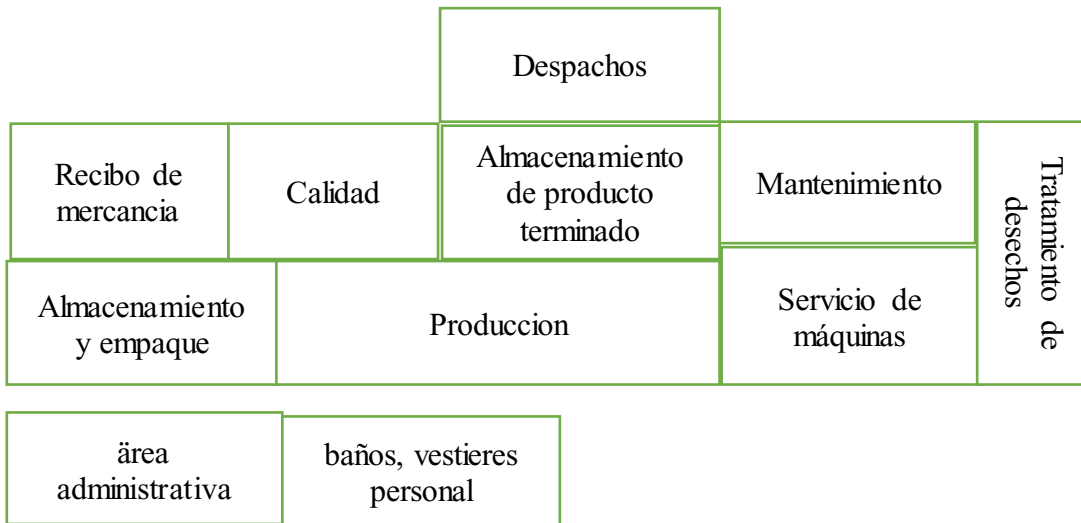 Despachos
Recibo de
mercancia
Calidad
Almacenamiento
de producto
terminado
Mantenimiento
Tratamiento de
desechos
Almacenamiento
y empaque
Produccion
Servicio de
máquinas
ärea
administrativa
baños, vestieres
personal